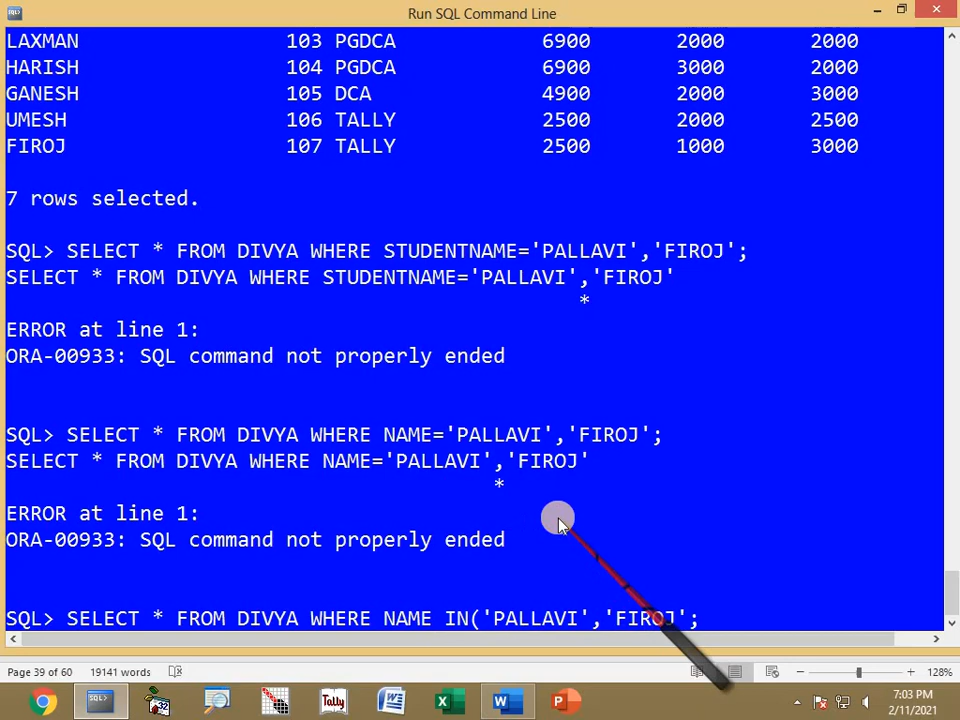 Run SQL Command Line
LAXMAN 103 PGDCA 6900 2000 2000
HARISH 104 PGDCA 6900 3000 2000
GANESH 105 DCA 4900 2000 3000
UMESH 106 TALLY 2500 2000 2500
FIROJ 107 TALLY 2500 1000 3000
7 rows selected.
SQL> SELECT * FROM DIVYA WHERE STUDENTNAME='PALLAVI','FIROJ';
SELECT * FROM DIVYA WHERE STUDENTNAME='PALLAVI','FIROJ'
*
ERROR at line 1:
ORA-00933: SQL command not properly ended
SQL> SELECT * FROM DIVYA WHERE NAME='PALLAVI','FIROJ';
SELECT * FROM DIVYA WHERE NAME='PALLAVI','FIROJ'
*
ERROR at line 1:
ORA-00933: SQL command not properly ended
SQL> SELECT * FROM DIVYA WHERE NAME IN('PALLAVI','FIROJ';
Page 39 of 60 19141 words 128%
SQL> 32 Tally W X W P 7:03 PM
2/11/2021